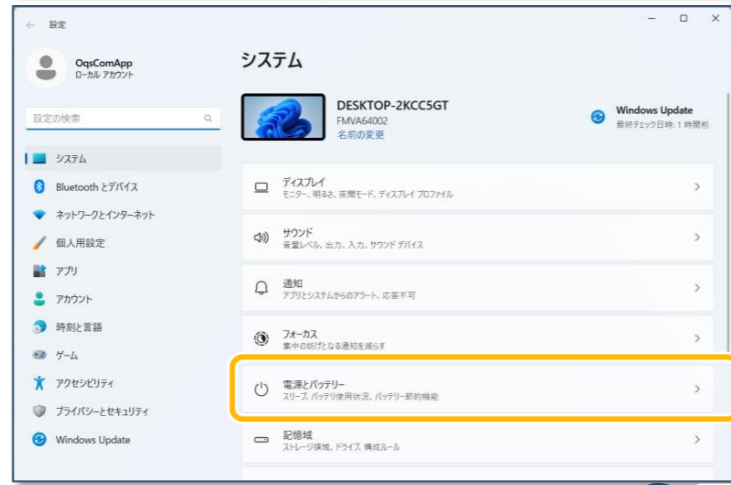 設定
OqsComApp
ローカル アカウント
設定の検索
システム
Bluetooth とデバイス
ネットワークとインターネット
個人用設定
アプリ
アカウント
時刻と言語
ゲーム
アクセシビリティ
プライバシーとセキュリティ
Windows Update
システム
DESKTOP-2KCC5GT
FMVA64002
名前の変更
Windows Update
最終チェック日時: 1 時間前
ディスプレイ
モニター、明るさ、夜間モード、ディスプレイ プロファイル
サウンド
音量レベル、出力、入力、サウンド デバイス
通知
アプリとシステムからのアラート、応答不可
フォーカス
集中の妨げとなる通知を減らす
電源とバッテリー
スリープ、バッテリ使用状況、バッテリー節約機能
記憶域
ストレージ領域、ドライブ、構成ルール